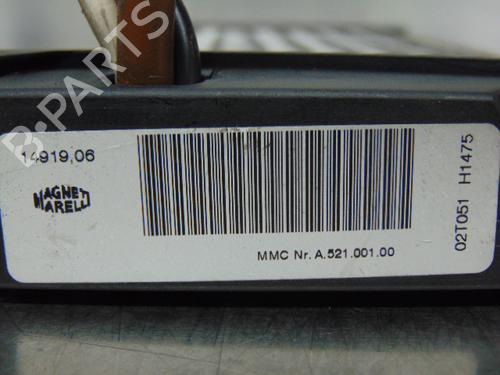 B-PARTS
14919,06
MAGNETI
MARELLI
MMC Nr. A.521.001.00
02T051 H1475